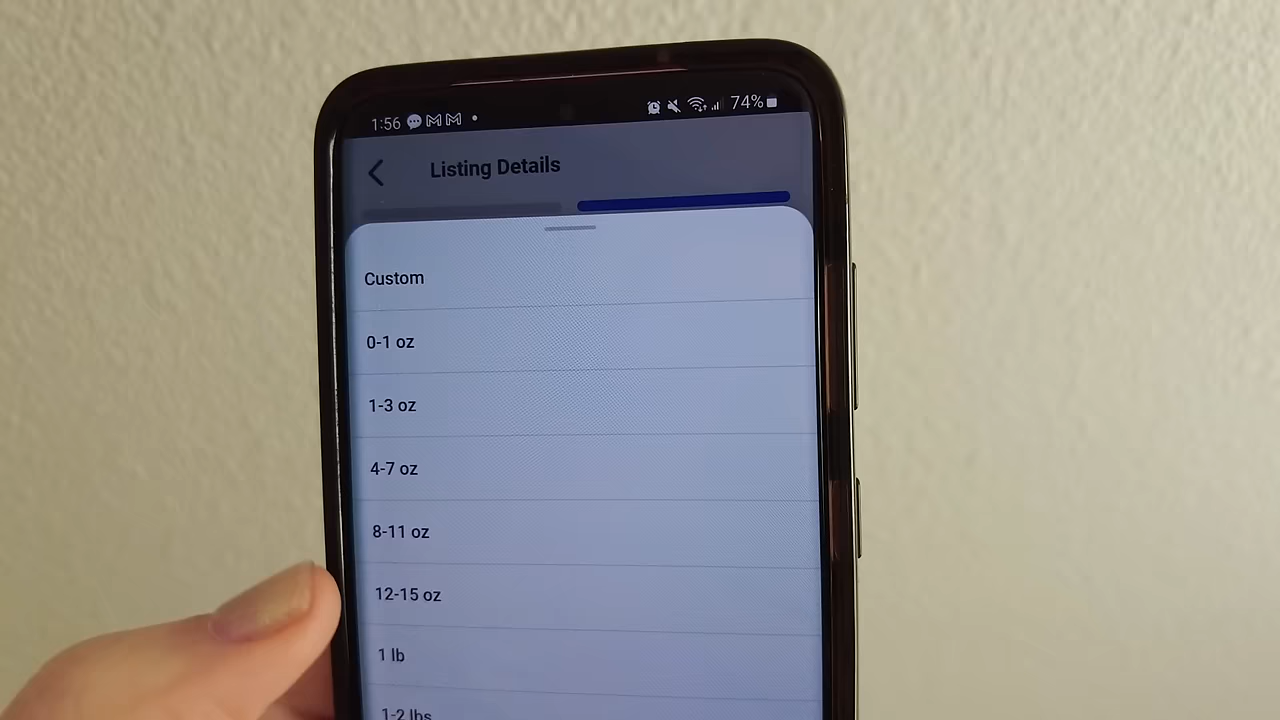 1:56 74%
Listing Details
Custom
0-1 oz
1-3 oz
4-7 oz
8-11 oz
12-15 oz
1 lb
1-2 lbs